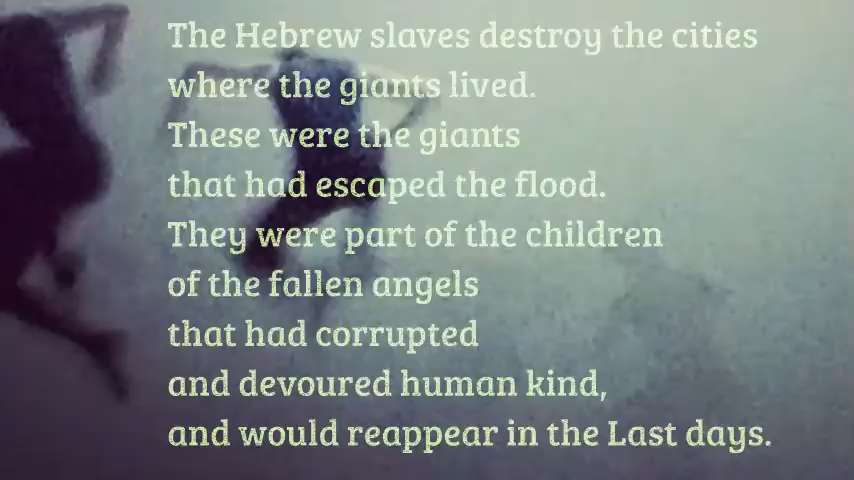 The Hebrew slaves destroy the cities
where the giants lived.
These were the giants
that had escaped the flood.
They were part of the children
of the fallen angels
that had corrupted
and devoured human kind,
and would reappear in the Last days.